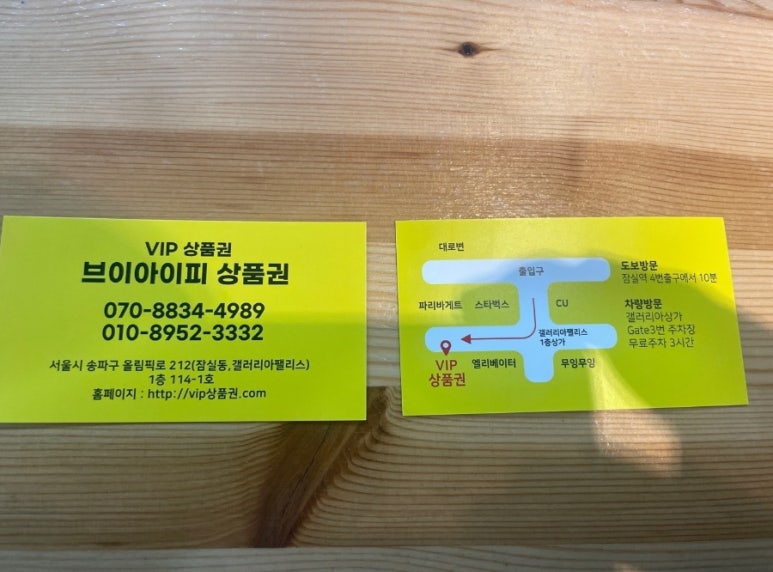 VIP 상품권
브이아이피 상품권
070-8834-4989
010-8952-3332
서울시 송파구 올림픽로 212(잠실동,갤러리아팰리스)
1층 114-1호
홈페이지 : http://vip상품권.com
대로변
출입구
파리바게트
스타벅스
CU
갤러리아팰리스
1층상가
VIP
상품권
엘리베이터
무잉무잉
도보방문
잠실역 4번출구에서 10분
차량방문
갤러리아상가
Gate3번 주차장
무료주차 3시간